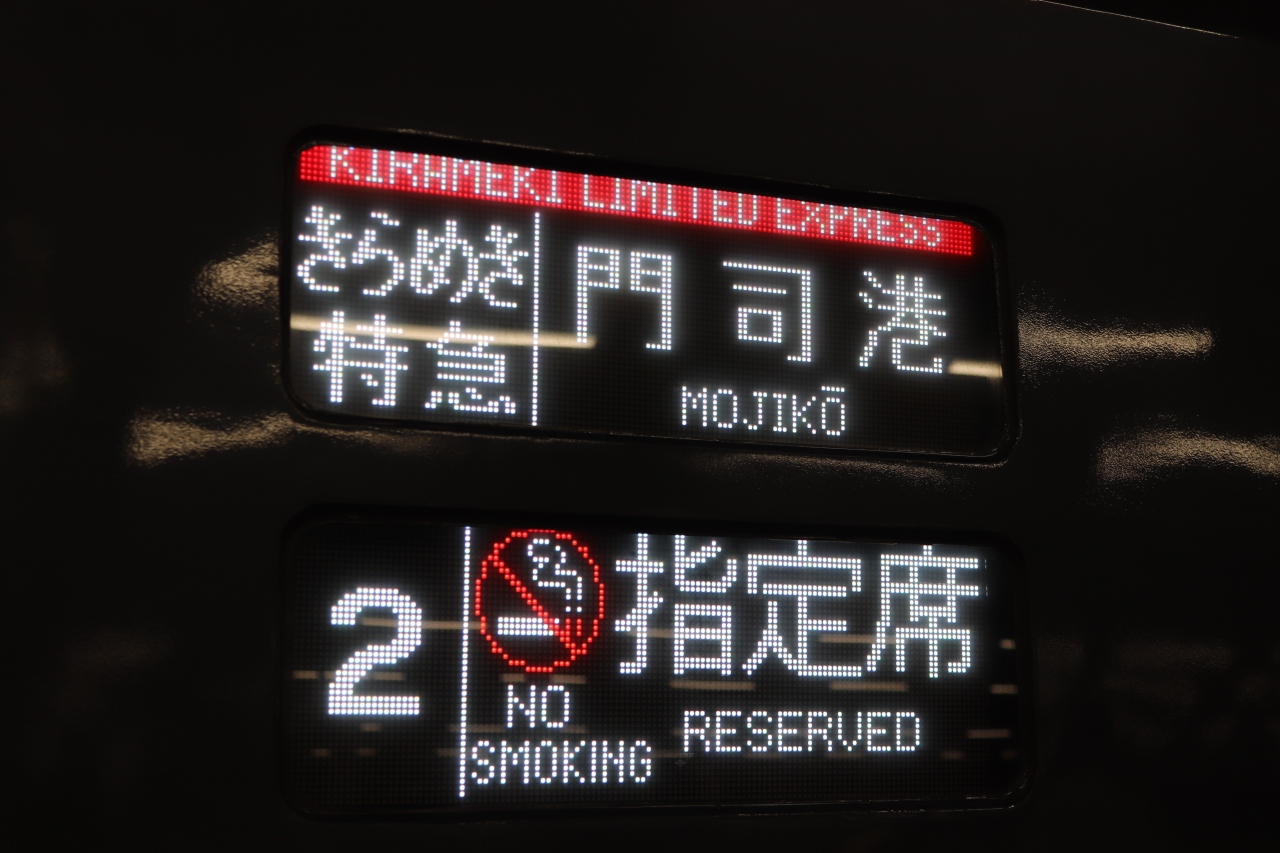 KIRAMEKI LIMITED EXPRESS
きらめき 門司港
特急 MOJIKŌ
2 指定席
NO RESERVED
SMOKING